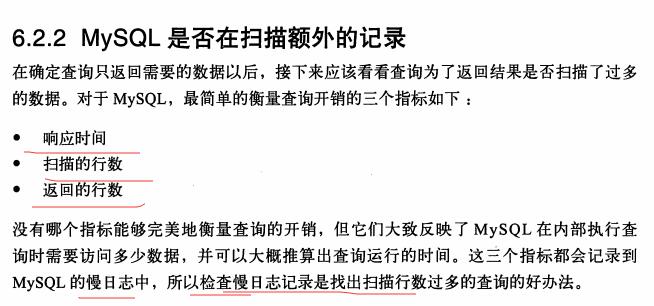 6.2.2 MySQL 是否在扫描额外的记录
在确定查询只返回需要的数据以后，接下来应该看看查询为了返回结果是否扫描了过多
的数据。对于 MySQL，最简单的衡量查询开销的三个指标如下：
• 响应时间
• 扫描的行数
• 返回的行数
没有哪个指标能够完美地衡量查询的开销，但它们大致反映了 MySQL 在内部执行查
询时需要访问多少数据，并可以大概推算出查询运行的时间。这三个指标都会记录到
MySQL 的慢日志中，所以检查慢日志记录是找出扫描行数过多的查询的好办法。